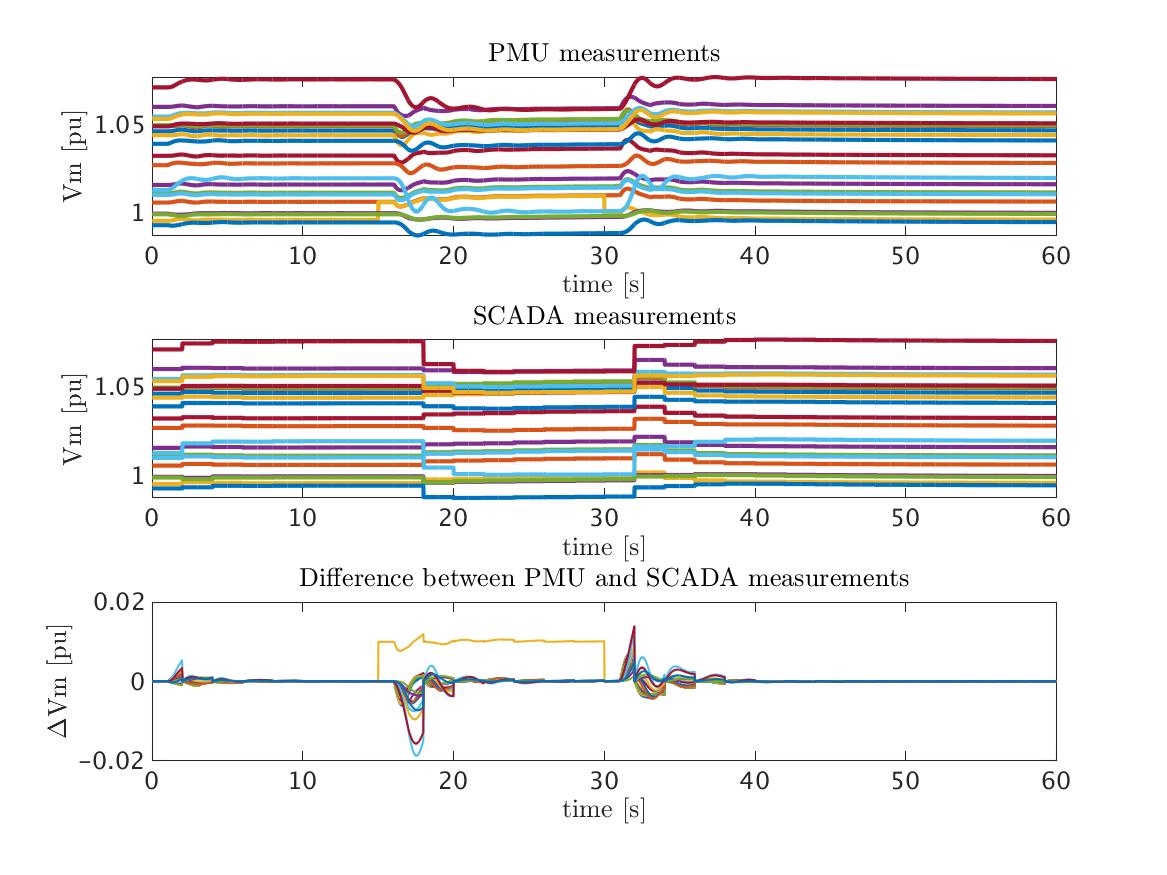 PMU measurements
1.05
1
Vm [pu]
0 10 20 30 40 50 60
time [s]
SCADA measurements
1.05
1
Vm [pu]
0 10 20 30 40 50 60
time [s]
Difference between PMU and SCADA measurements
0.02
0
-0.02
ΔVm [pu]
0 10 20 30 40 50 60
time [s]